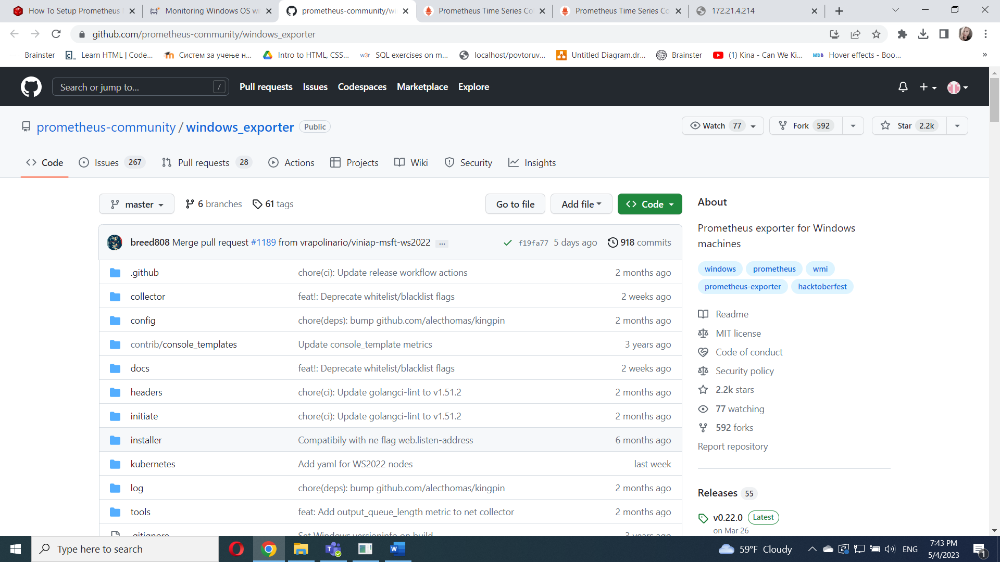 How To Setup Prometheus
Monitoring Windows OS wi
prometheus-community/wi
Prometheus Time Series Co
Prometheus Time Series Co
172.21.4.214
github.com/prometheus-community/windows_exporter
Brainster
Learn HTML | Code...
Систем за учење н...
Intro to HTML, CSS...
w3r SQL exercises on m...
localhost/povtoruv...
Untitled Diagram.dr...
Brainster
(1) Kina - Can We Ki...
MDB Hover effects - Boo...
»
Search or jump to... /
Pull requests Issues Codespaces Marketplace Explore
prometheus-community / windows_exporter Public
Watch 77
Fork 592
Star 2.2k
Code
Issues 267
Pull requests 28
Actions
Projects
Wiki
Security
Insights
master
6 branches
61 tags
Go to file
Add file
Code
breed808 Merge pull request #1189 from vrapolinario/viniap-msft-ws2022 ... f19fa77 5 days ago 918 commits
.github chore(ci): Update release workflow actions 2 months ago
collector feat!: Deprecate whitelist/blacklist flags 2 weeks ago
config chore(deps): bump github.com/alecthomas/kingpin 2 months ago
contrib/console_templates Update console_template metrics 3 years ago
docs feat!: Deprecate whitelist/blacklist flags 2 weeks ago
headers chore(ci): Update golangci-lint to v1.51.2 2 months ago
initiate chore(ci): Update golangci-lint to v1.51.2 2 months ago
installer Compatibily with ne flag web.listen-address 6 months ago
kubernetes Add yaml for WS2022 nodes last week
log chore(deps): bump github.com/alecthomas/kingpin 2 months ago
tools feat: Add output_queue_length metric to net collector 2 months ago
.gitignore Set Windows versioninfo on build 3 years ago
About
Prometheus exporter for Windows
machines
windows prometheus wmi
prometheus-exporter hacktoberfest
Readme
MIT license
Code of conduct
Security policy
2.2k stars
77 watching
592 forks
Report repository
Releases 55
v0.22.0 Latest
on Mar 26
Type here to search
59°F Cloudy
ENG
7:43 PM
5/4/2023
1